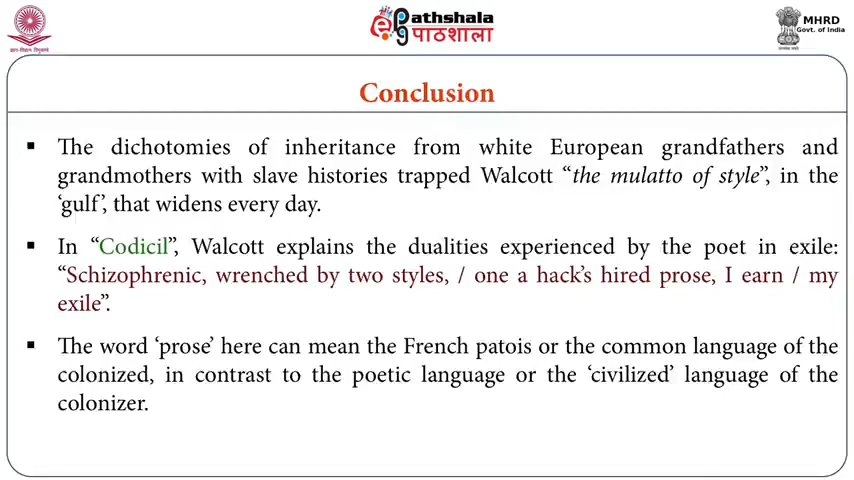 Pathshala
पाठशाला
MHRD
Govt. of India
Conclusion
▪ The dichotomies of inheritance from white European grandfathers and
grandmothers with slave histories trapped Walcott “the mulatto of style”, in the
‘gulf’, that widens every day.
▪ In “Codicil”, Walcott explains the dualities experienced by the poet in exile:
“Schizophrenic, wrenched by two styles, / one a hack’s hired prose, I earn / my
exile”.
▪ The word ‘prose’ here can mean the French patois or the common language of the
colonized, in contrast to the poetic language or the ‘civilized’ language of the
colonizer.